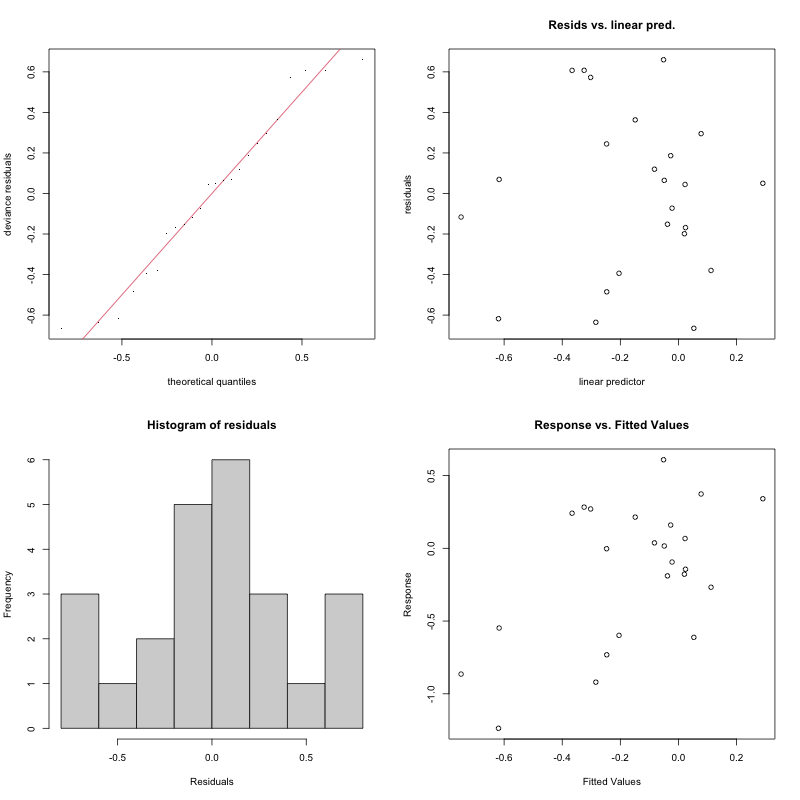 deviance residuals
0.6
0.4
0.2
0.0
-0.2
-0.4
-0.6
-0.5 0.0 0.5
theoretical quantiles
Resids vs. linear pred.
residuals
0.6
0.4
0.2
0.0
-0.2
-0.4
-0.6
-0.6 -0.4 -0.2 0.0 0.2
linear predictor
Histogram of residuals
Frequency
6
5
4
3
2
1
0
-0.5 0.0 0.5
Residuals
Response vs. Fitted Values
Response
0.5
0.0
-0.5
-1.0
-0.6 -0.4 -0.2 0.0 0.2
Fitted Values